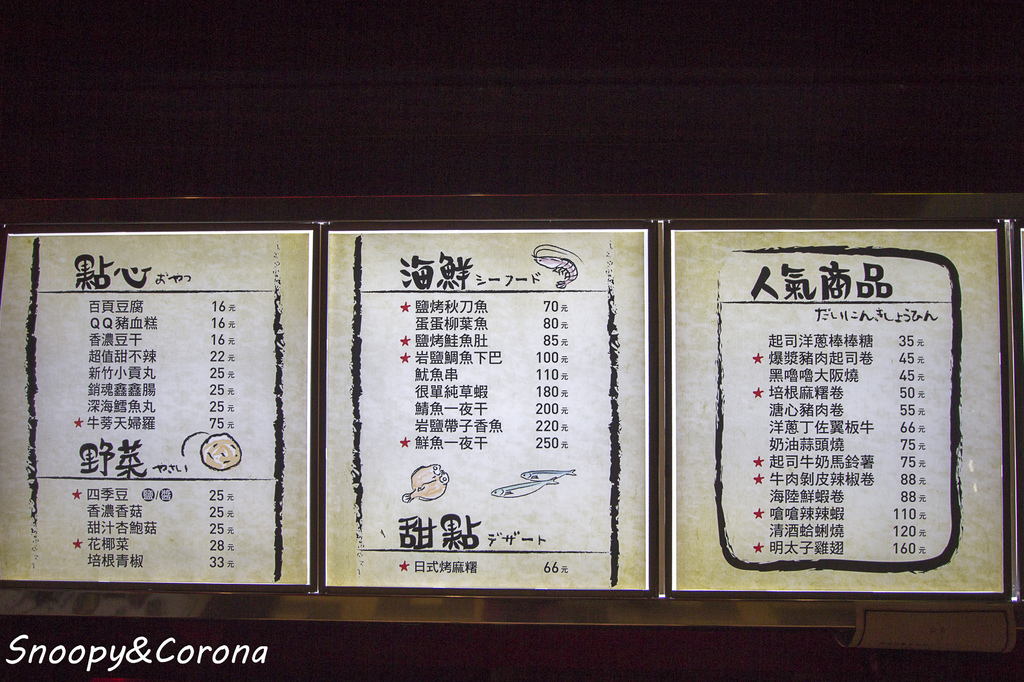 點心 おやつ
百頁豆腐 16元
QQ豬血糕 16元
香濃豆干 16元
超值甜不辣 22元
新竹小貢丸 25元
銷魂鑫鑫腸 25元
深海鱈魚丸 25元
★牛蒡天婦羅 75元
野菜 やさい
★四季豆 鹽/醬 25元
香濃香菇 25元
甜汁杏鮑菇 25元
★花椰菜 28元
培根青椒 33元
海鮮 シーフード
★鹽烤秋刀魚 70元
蛋蛋柳葉魚 80元
★鹽烤鮭魚肚 85元
★岩鹽鯛魚下巴 100元
魷魚串 110元
很單純草蝦 180元
鯖魚一夜干 200元
岩鹽帶子香魚 220元
★鮮魚一夜干 250元
甜點 デザート
★日式烤麻糬 66元
人氣商品
だいにんきしょうひん
起司洋蔥棒棒糖 35元
★爆漿豬肉起司卷 45元
黑嚕嚕大阪燒 45元
★培根麻糬卷 50元
溏心豬肉卷 55元
洋蔥丁佐翼板牛 66元
奶油蒜頭燒 75元
★起司牛奶馬鈴薯 75元
★牛肉剝皮辣椒卷 88元
海陸鮮蝦卷 88元
★嗆嗆辣辣蝦 110元
清酒蛤蜊燒 120元
★明太子雞翅 160元
Snoopy&Corona